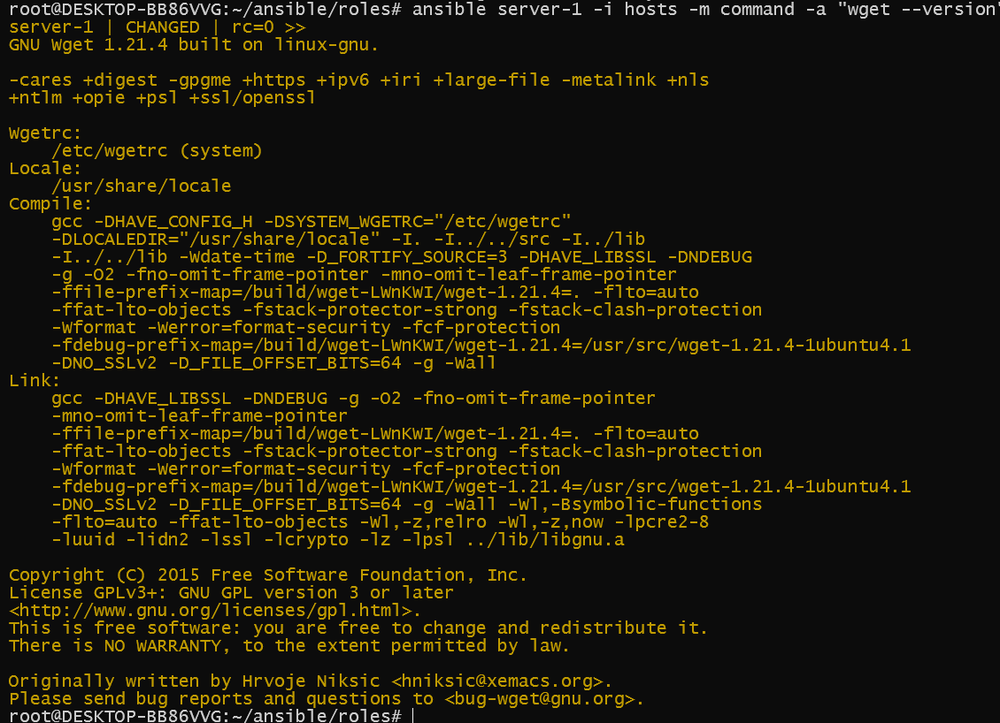 root@DESKTOP-BB86VVG:~/ansible/roles# ansible server-1 -i hosts -m command -a "wget --version"
server-1 | CHANGED | rc=0 >>
GNU Wget 1.21.4 built on linux-gnu.

-cares +digest -gpgme +https +ipv6 +iri +large-file -metalink +nls
+ntlm +opie +psl +ssl/openssl

Wgetrc:
    /etc/wgetrc (system)
Locale:
    /usr/share/locale
Compile:
    gcc -DHAVE_CONFIG_H -DSYSTEM_WGETRC="/etc/wgetrc"
    -DLOCALEDIR="/usr/share/locale" -I. -I../../src -I../lib
    -I../../lib -Wdate-time -D_FORTIFY_SOURCE=3 -DHAVE_LIBSSL -DNDEBUG
    -g -O2 -fno-omit-frame-pointer -mno-omit-leaf-frame-pointer
    -ffile-prefix-map=/build/wget-LWnKWI/wget-1.21.4=. -flto=auto
    -ffat-lto-objects -fstack-protector-strong -fstack-clash-protection
    -Wformat -Werror=format-security -fcf-protection
    -fdebug-prefix-map=/build/wget-LWnKWI/wget-1.21.4=/usr/src/wget-1.21.4-1ubuntu4.1
    -DNO_SSLv2 -D_FILE_OFFSET_BITS=64 -g -Wall
Link:
    gcc -DHAVE_LIBSSL -DNDEBUG -g -O2 -fno-omit-frame-pointer
    -mno-omit-leaf-frame-pointer
    -ffile-prefix-map=/build/wget-LWnKWI/wget-1.21.4=. -flto=auto
    -ffat-lto-objects -fstack-protector-strong -fstack-clash-protection
    -Wformat -Werror=format-security -fcf-protection
    -fdebug-prefix-map=/build/wget-LWnKWI/wget-1.21.4=/usr/src/wget-1.21.4-1ubuntu4.1
    -DNO_SSLv2 -D_FILE_OFFSET_BITS=64 -g -Wall -Wl,-Bsymbolic-functions
    -flto=auto -ffat-lto-objects -Wl,-z,relro -Wl,-z,now -lpcre2-8
    -luuid -lidn2 -lssl -lcrypto -lz -lpsl ../lib/libgnu.a

Copyright (C) 2015 Free Software Foundation, Inc.
License GPLv3+: GNU GPL version 3 or later
<http://www.gnu.org/licenses/gpl.html>.
This is free software: you are free to change and redistribute it.
There is NO WARRANTY, to the extent permitted by law.

Originally written by Hrvoje Niksic <hniksic@xemacs.org>.
Please send bug reports and questions to <bug-wget@gnu.org>.
root@DESKTOP-BB86VVG:~/ansible/roles#